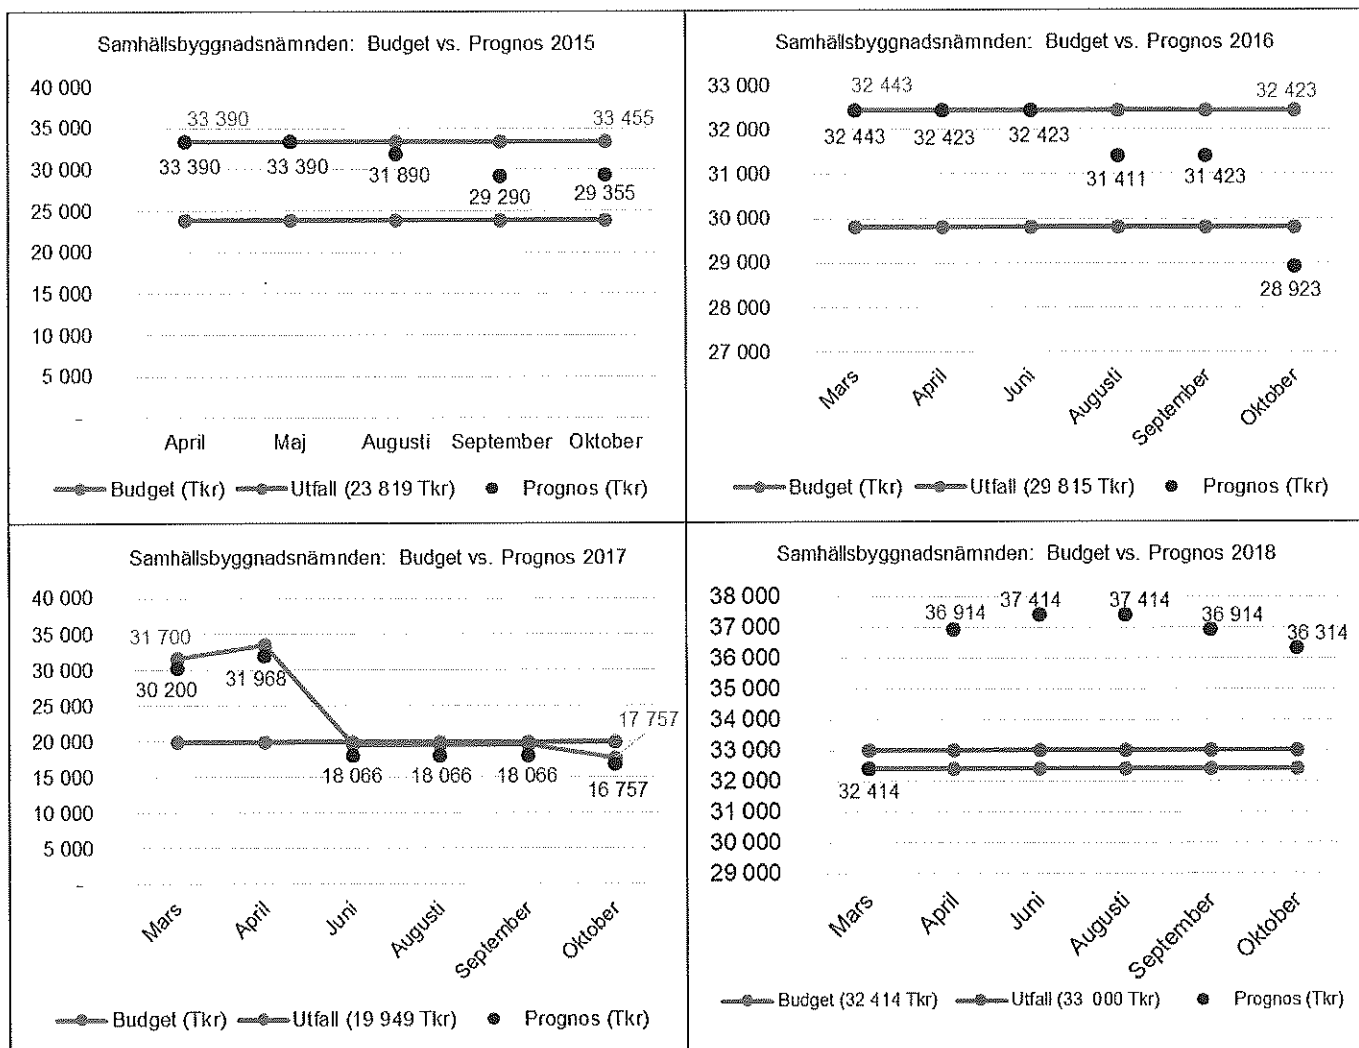 Samhällsbyggnadsnämnden: Budget vs. Prognos 2015
40 000
35 000
30 000
25 000
20 000
15 000
10 000
5 000
-
33 390
33 455
33 390
33 390
31 890
29 290
29 355
April
Maj
Augusti
September
Oktober
Budget (Tkr)
Utfall (23 819 Tkr)
Prognos (Tkr)
Samhällsbyggnadsnämnden: Budget vs. Prognos 2016
33 000
32 000
31 000
30 000
29 000
28 000
27 000
32 443
32 423
32 443
32 423
32 423
31 411
31 423
28 923
Mars
April
Juni
Augusti
September
Oktober
Budget (Tkr)
Utfall (29 815 Tkr)
Prognos (Tkr)
Samhällsbyggnadsnämnden: Budget vs. Prognos 2017
40 000
35 000
30 000
25 000
20 000
15 000
10 000
5 000
-
31 700
30 200
31 968
17 757
18 066
18 066
18 066
16 757
Mars
April
Juni
Augusti
September
Oktober
Budget (Tkr)
Utfall (19 949 Tkr)
Prognos (Tkr)
Samhällsbyggnadsnämnden: Budget vs. Prognos 2018
38 000
37 000
36 000
35 000
34 000
33 000
32 000
31 000
30 000
29 000
36 914
37 414
37 414
36 914
36 314
32 414
Mars
April
Juni
Augusti
September
Oktober
Budget (32 414 Tkr)
Utfall (33 000 Tkr)
Prognos (Tkr)